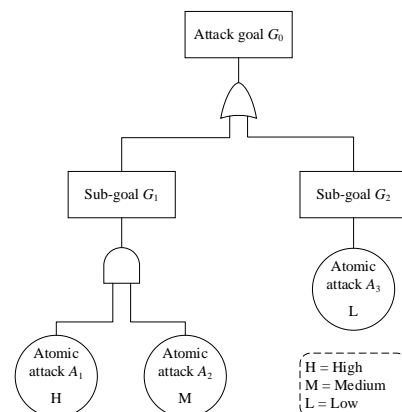 Attack goal G0
Sub-goal G1
Sub-goal G2
Atomic
attack A3
L
Atomic
attack A1
H
Atomic
attack A2
M
H = High
M = Medium
L = Low